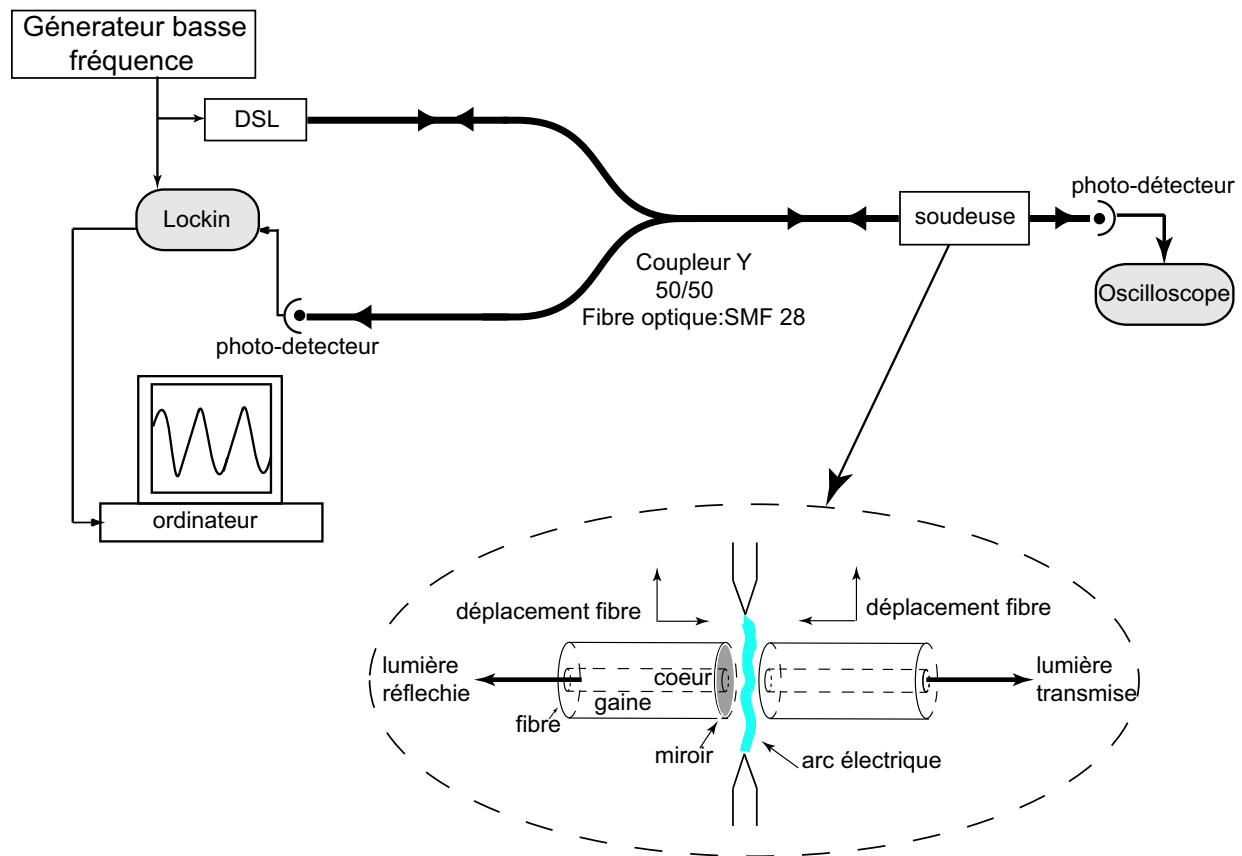 Génerateur basse
fréquence
DSL
Lockin
photo-détecteur
soudeuse
Coupleur Y
50/50
Fibre optique:SMF 28
Oscilloscope
photo-detecteur
ordinateur
déplacement fibre
déplacement fibre
lumière
réflechie
coeur
gaine
fibre
miroir
arc électrique
lumière
transmise